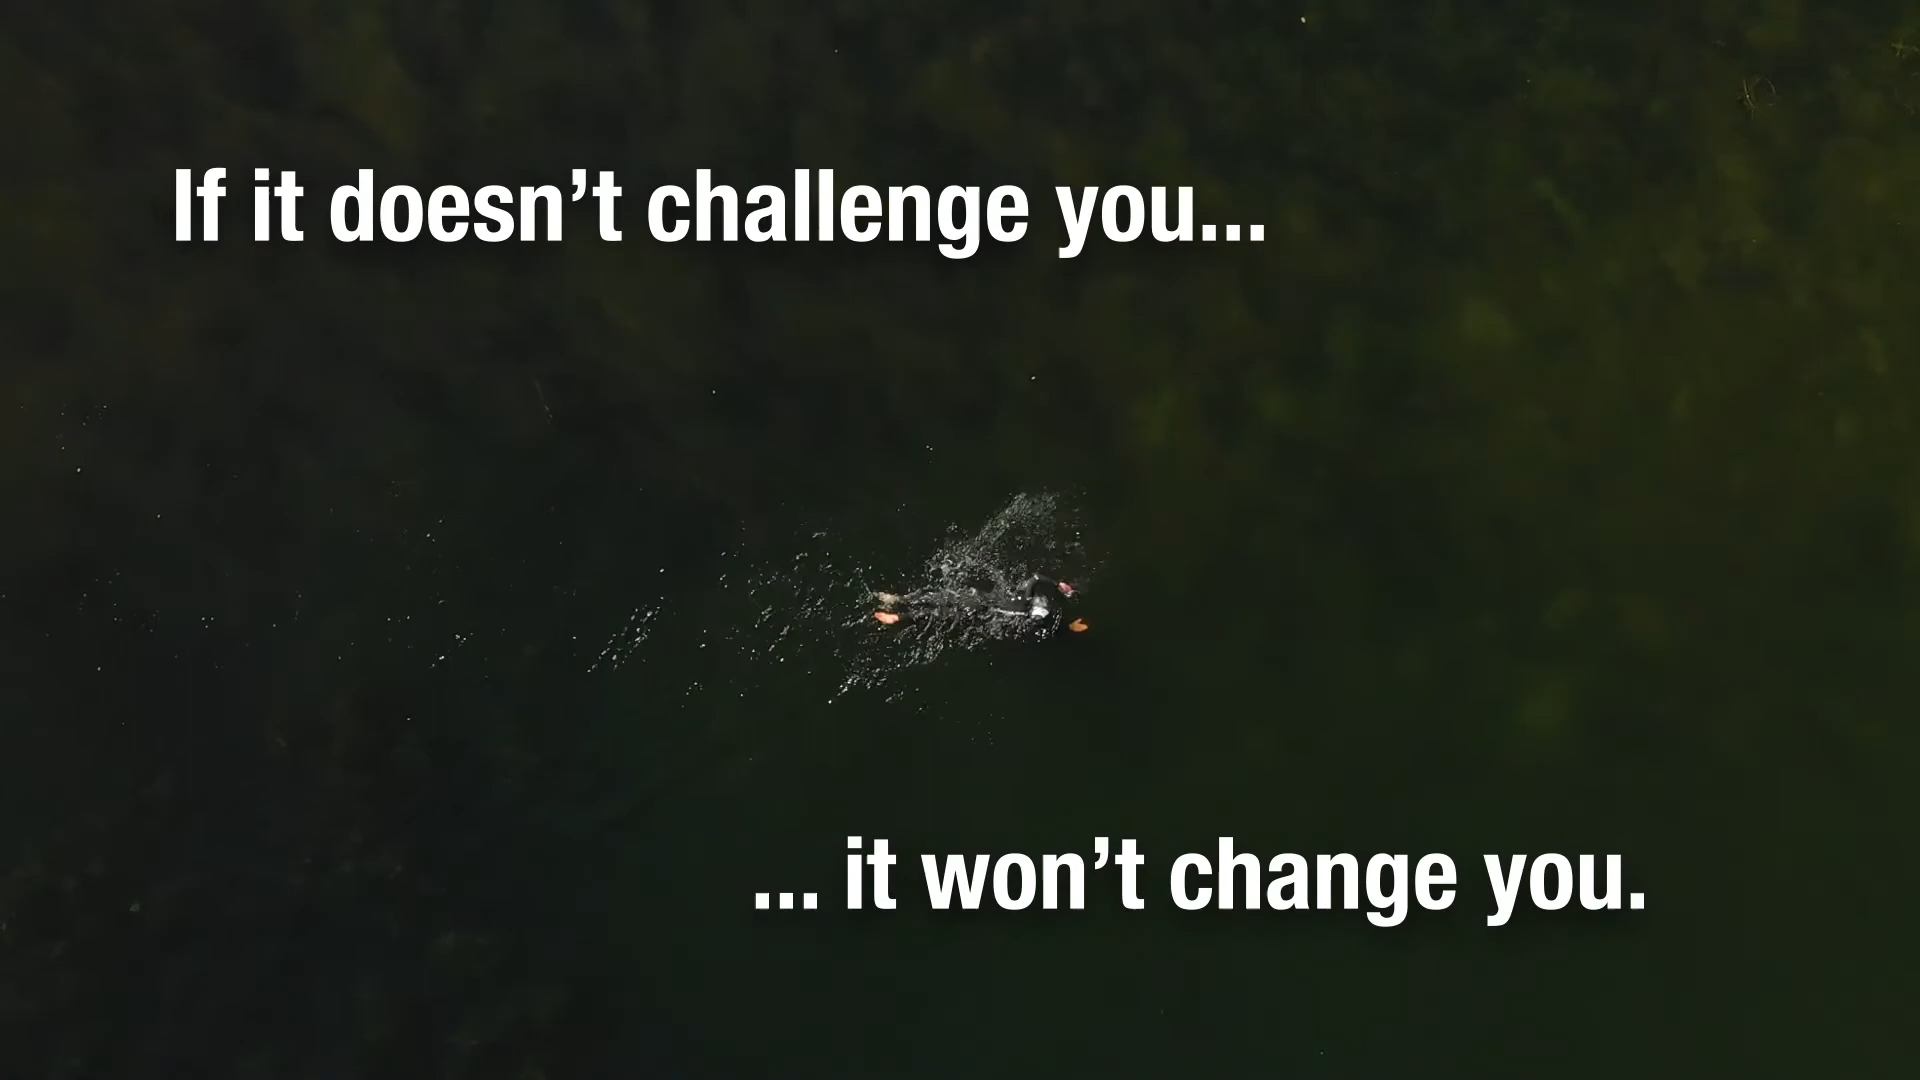 If it doesn’t challenge you...
... it won’t change you.